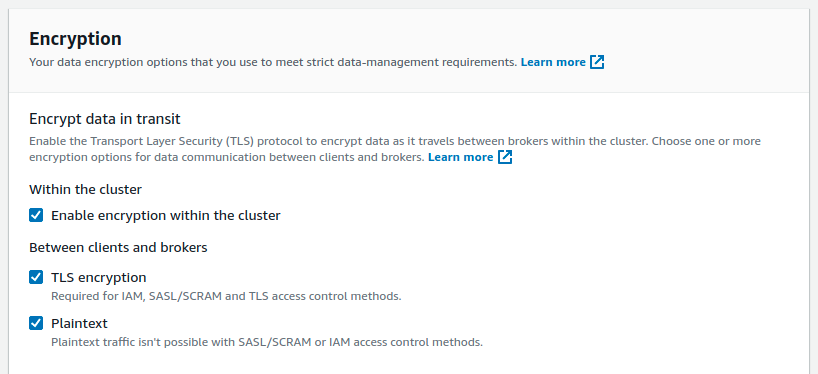 Encryption
Your data encryption options that you use to meet strict data-management requirements. Learn more
Encrypt data in transit
Enable the Transport Layer Security (TLS) protocol to encrypt data as it travels between brokers within the cluster. Choose one or more
encryption options for data communication between clients and brokers. Learn more
Within the cluster
Enable encryption within the cluster
Between clients and brokers
TLS encryption
Required for IAM, SASL/SCRAM and TLS access control methods.
Plaintext
Plaintext traffic isn't possible with SASL/SCRAM or IAM access control methods.